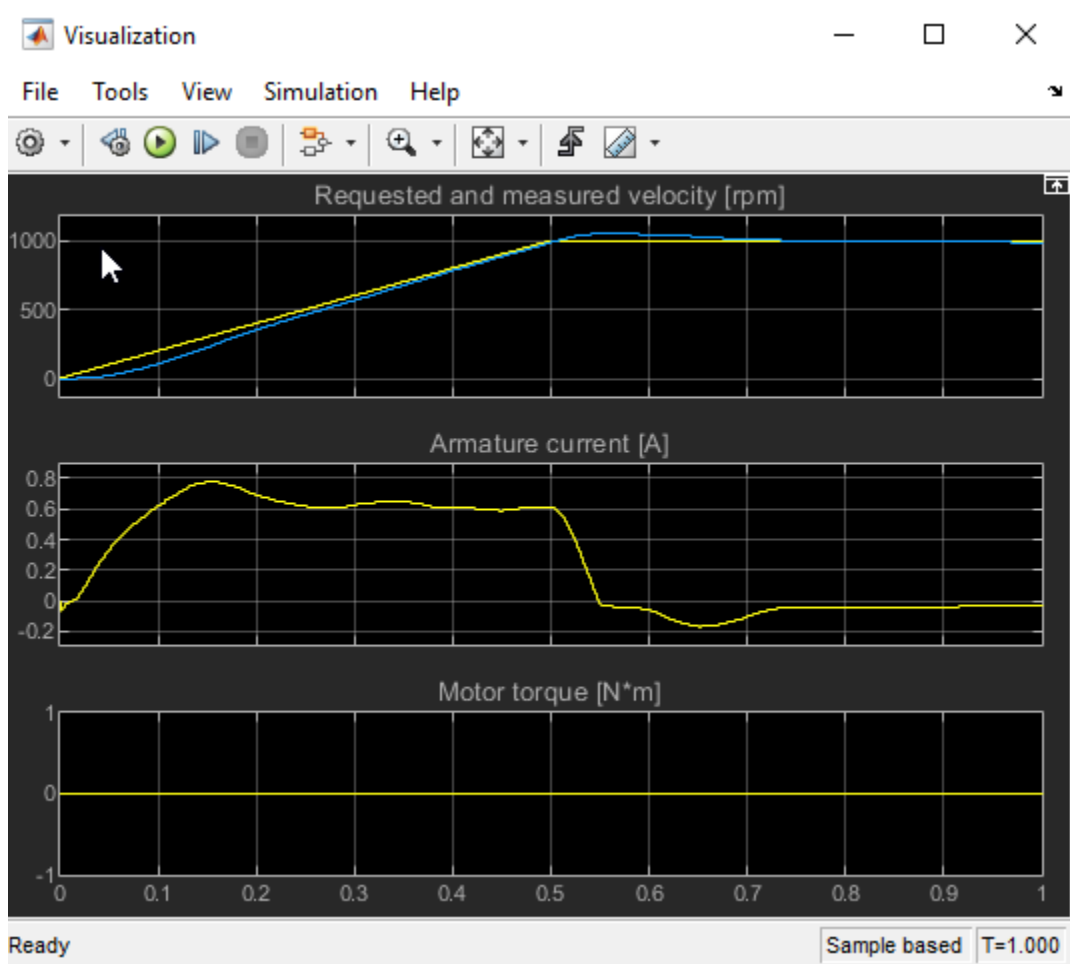 Visualization
File Tools View Simulation Help
Requested and measured velocity [rpm]
1000
500
0
Armature current [A]
0.8
0.6
0.4
0.2
0
-0.2
Motor torque [N*m]
1
0
-1
0 0.1 0.2 0.3 0.4 0.5 0.6 0.7 0.8 0.9 1
Ready Sample based T=1.000